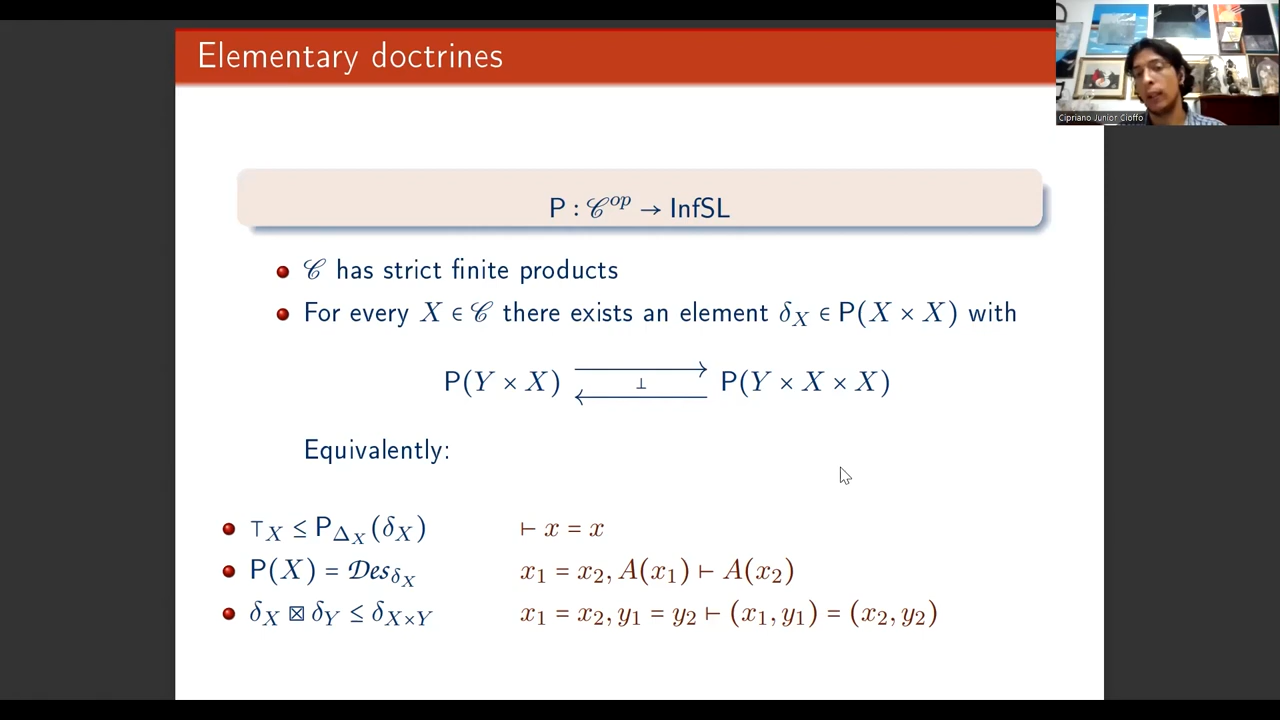 Elementary doctrines
Cipriano Junior Cioffo
P : 𝒞^{op} → InfSL
𝒞 has strict finite products
For every X ∈ 𝒞 there exists an element δ_X ∈ P(X × X) with
P(Y × X) ⊥ P(Y × X × X)
Equivalently:
⊤_X ≤ P_{Δ_X}(δ_X) ⊢ x = x
P(X) = 𝒟es_{δ_X} x₁ = x₂, A(x₁) ⊢ A(x₂)
δ_X ⊠ δ_Y ≤ δ_{X×Y} x₁ = x₂, y₁ = y₂ ⊢ (x₁, y₁) = (x₂, y₂)